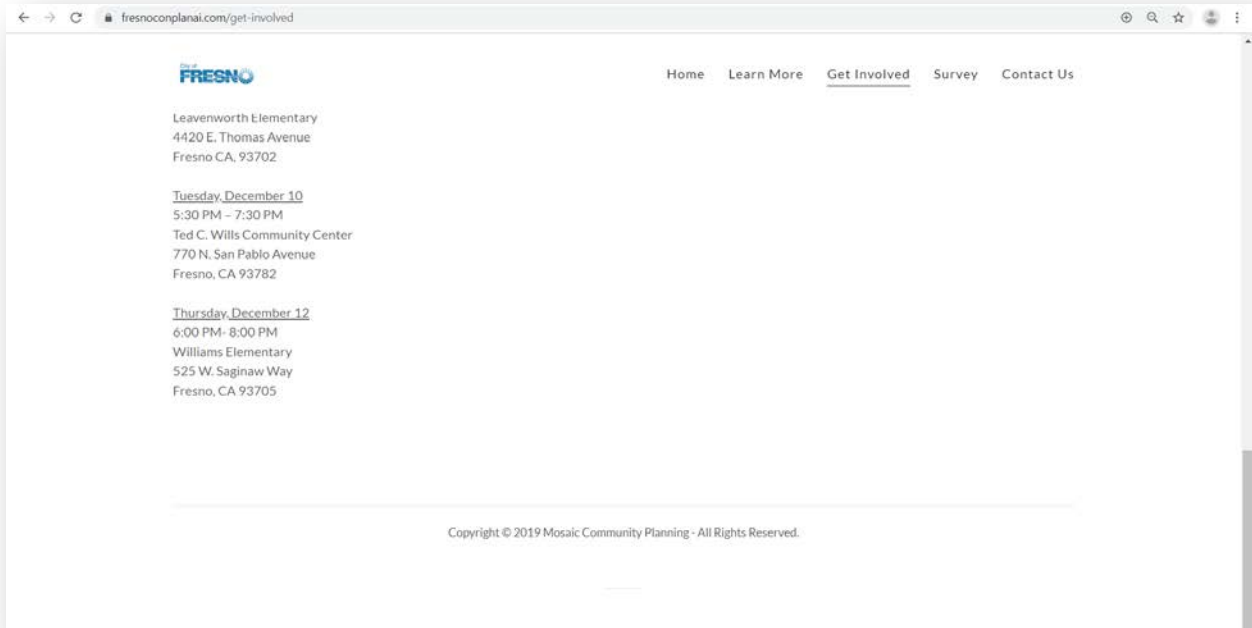 fresnoconplanai.com/get-involved
City of
FRESNO
Home Learn More Get Involved Survey Contact Us
Leavenworth Elementary
4420 E. Thomas Avenue
Fresno CA, 93702
Tuesday, December 10
5:30 PM – 7:30 PM
Ted C. Wills Community Center
770 N. San Pablo Avenue
Fresno, CA 93782
Thursday, December 12
6:00 PM- 8:00 PM
Williams Elementary
525 W. Saginaw Way
Fresno, CA 93705
Copyright © 2019 Mosaic Community Planning - All Rights Reserved.